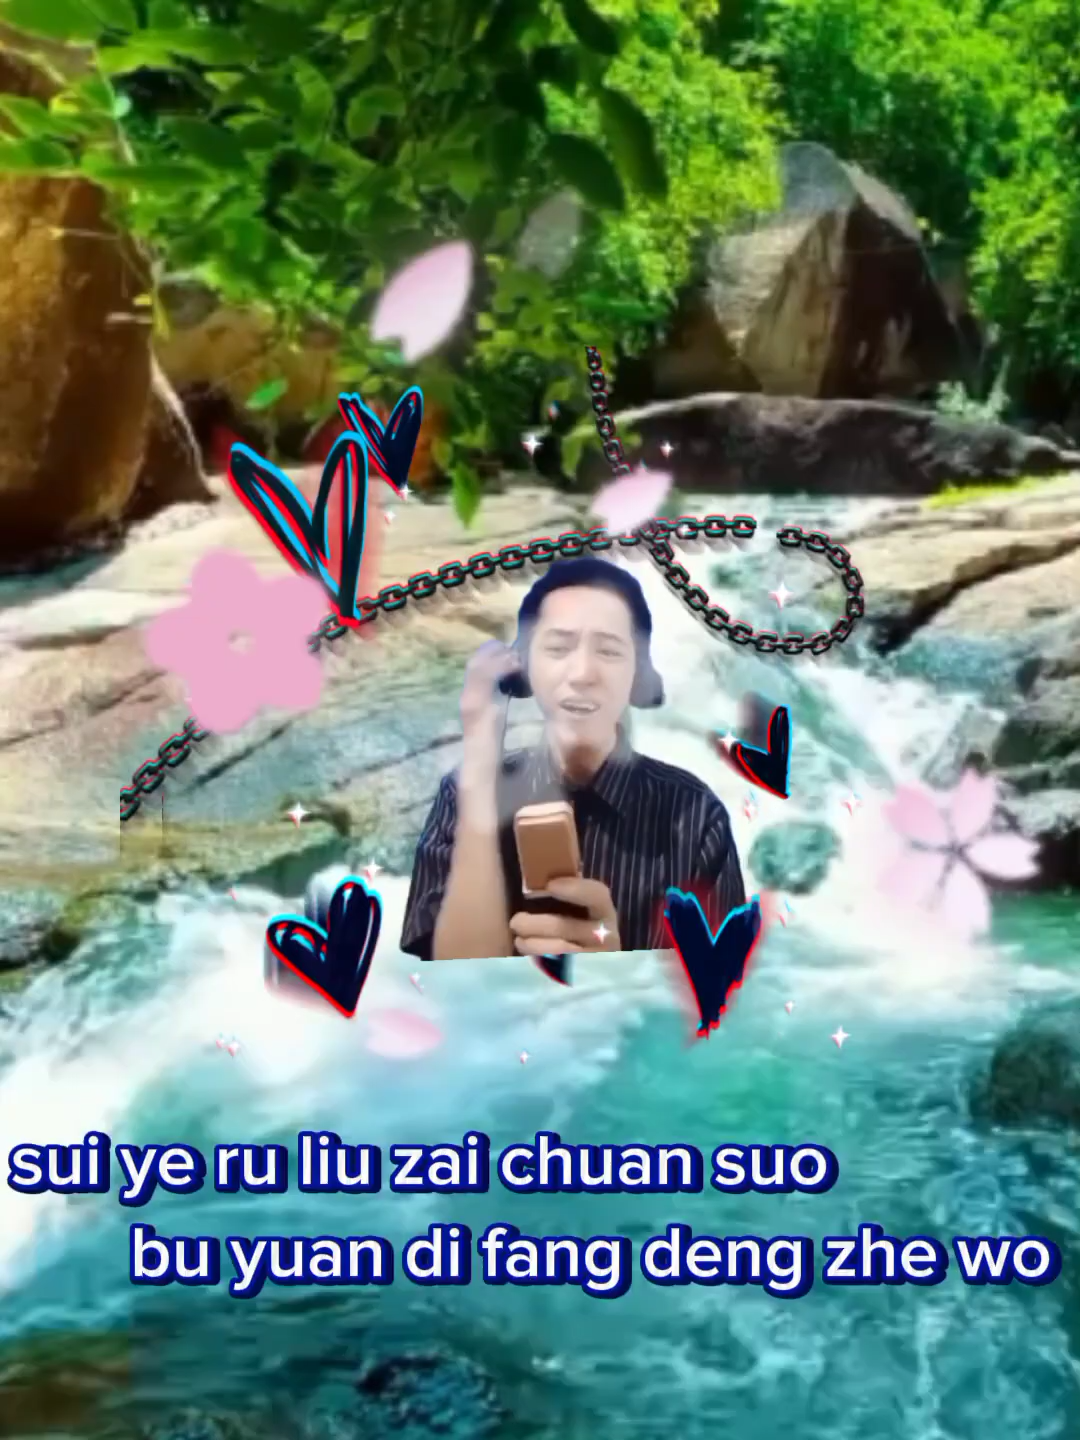 sui ye ru liu zai chuan suo
bu yuan di fang deng zhe wo